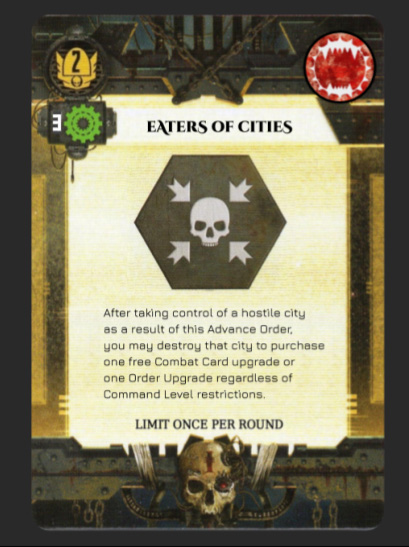 2
3
EATERS OF CITIES
After taking control of a hostile city
as a result of this Advance Order,
you may destroy that city to purchase
one free Combat Card upgrade or
one Order Upgrade regardless of
Command Level restrictions.
LIMIT ONCE PER ROUND